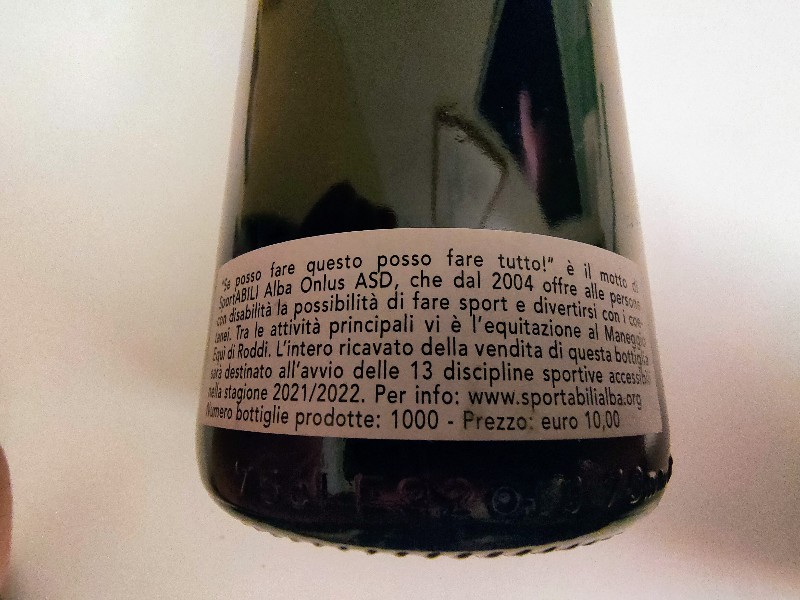 "Se posso fare questo posso fare tutto!" è il motto di
SportABILI Alba Onlus ASD, che dal 2004 offre alle persone
con disabilità la possibilità di fare sport e divertirsi con i coe-
tanei. Tra le attività principali vi è l'equitazione al Maneggio
Equi di Roddi. L'intero ricavato della vendita di questa bottiglia
sarà destinato all'avvio delle 13 discipline sportive accessibili
nella stagione 2021/2022. Per info: www.sportabilialba.org
Numero bottiglie prodotte: 1000 - Prezzo: euro 10,00